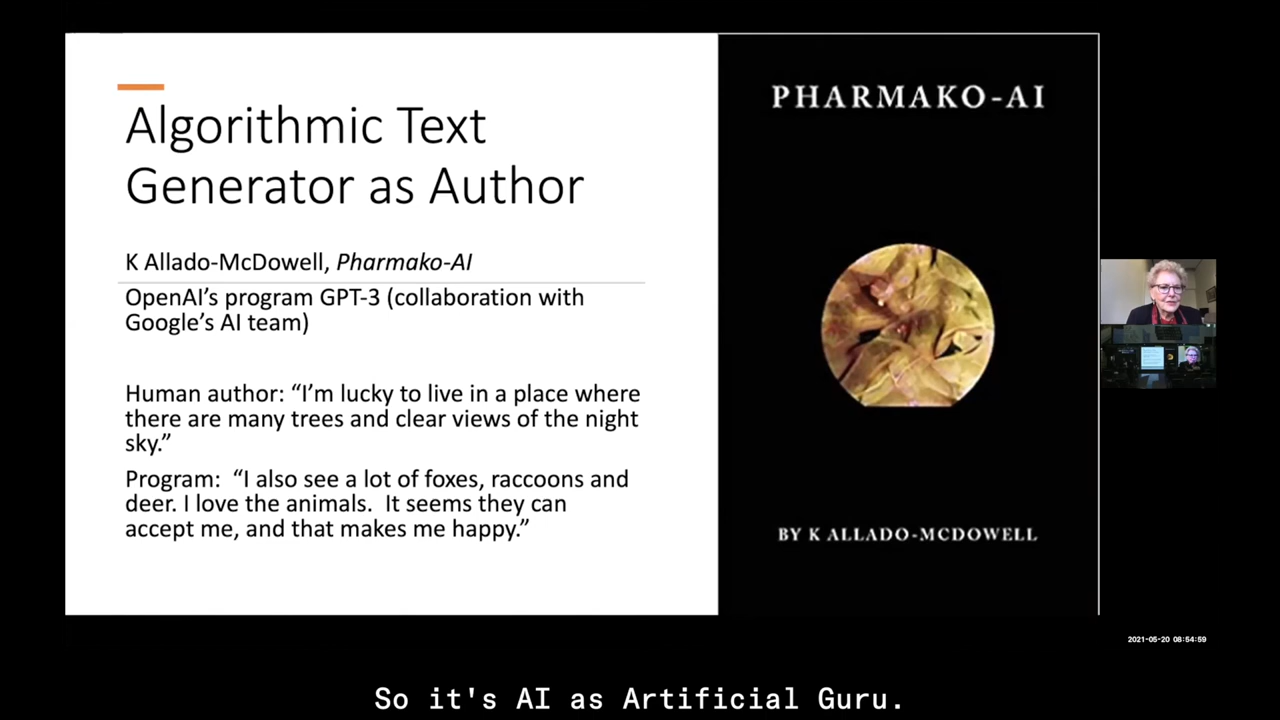 Algorithmic Text
Generator as Author
K Allado-McDowell, Pharmako-AI
OpenAI’s program GPT-3 (collaboration with
Google’s AI team)
Human author: “I’m lucky to live in a place where
there are many trees and clear views of the night
sky.”
Program:  “I also see a lot of foxes, raccoons and
deer. I love the animals.  It seems they can
accept me, and that makes me happy.”
PHARMAKO-AI
BY K ALLADO-MCDOWELL
2021-05-20 08:54:59
So it's AI as Artificial Guru.